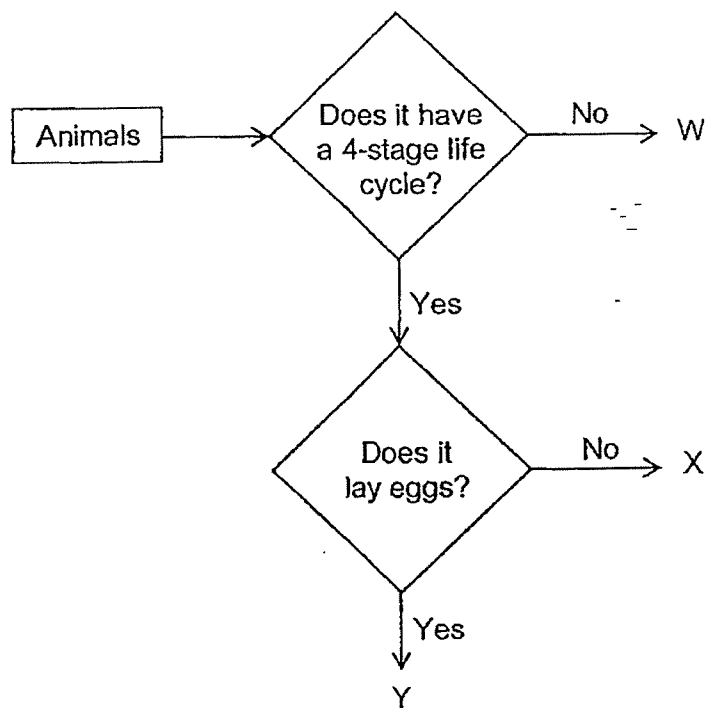 Animals
Does it have
a 4-stage life
cycle?
No
W
Yes
Does it
lay eggs?
No
X
Yes
Y